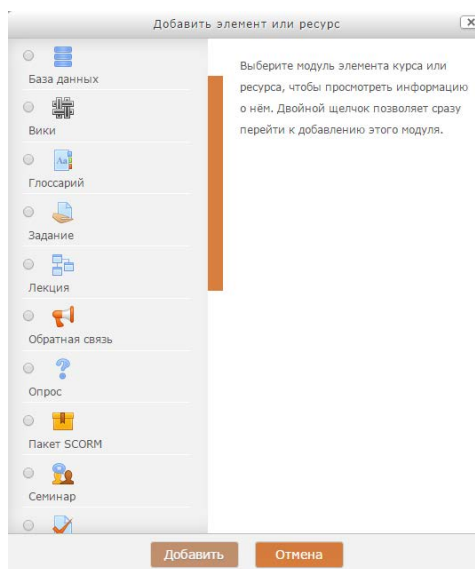 Добавить элемент или ресурс
База данных
Вики
Глоссарий
Задание
Лекция
Обратная связь
Опрос
Пакет SCORM
Семинар
Выберите модуль элемента курса или
ресурса, чтобы просмотреть информацию
о нём. Двойной щелчок позволяет сразу
перейти к добавлению этого модуля.
Добавить
Отмена